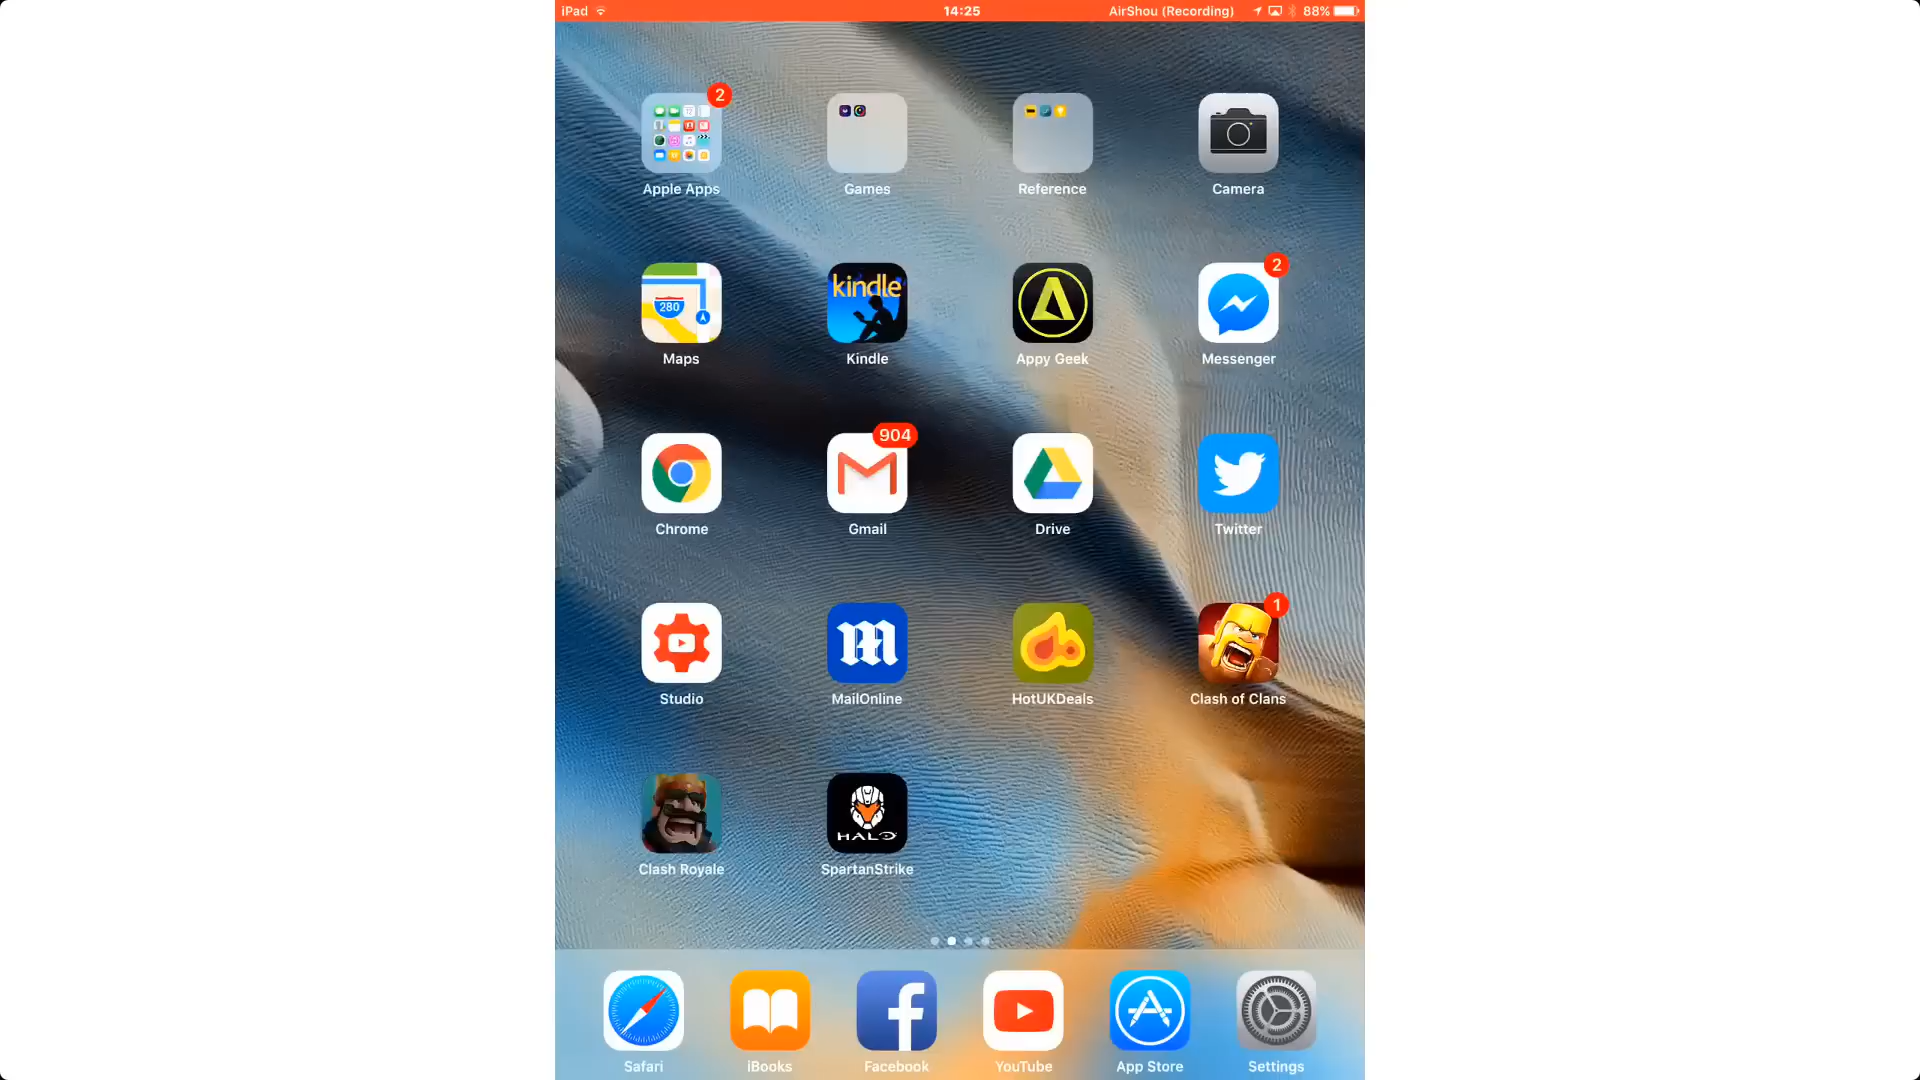 iPad 14:25 AirShou (Recording) 88%
2
Apple Apps Games Reference Camera
2
280 kindle
Maps Kindle Appy Geek Messenger
904
Chrome Gmail Drive Twitter
1
Studio MailOnline HotUKDeals Clash of Clans
HALO
Clash Royale SpartanStrike
Safari iBooks Facebook YouTube App Store Settings